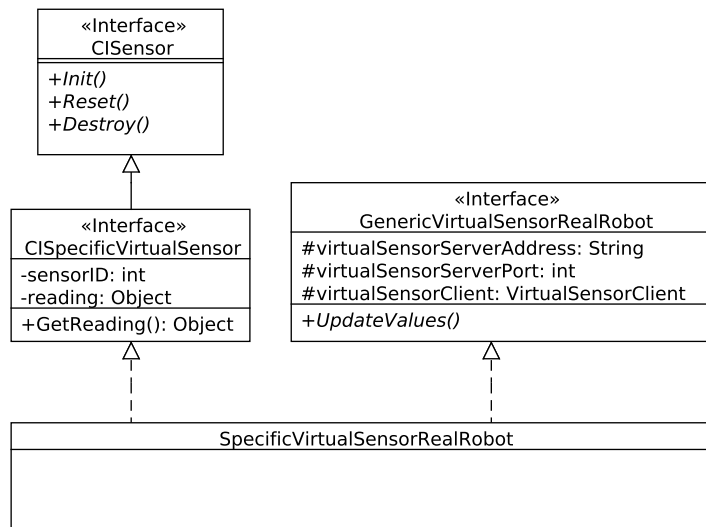 «Interface»
CISensor
+Init()
+Reset()
+Destroy()
«Interface»
CISpecificVirtualSensor
-sensorID: int
-reading: Object
+GetReading(): Object
«Interface»
GenericVirtualSensorRealRobot
#virtualSensorServerAddress: String
#virtualSensorServerPort: int
#virtualSensorClient: VirtualSensorClient
+UpdateValues()
SpecificVirtualSensorRealRobot